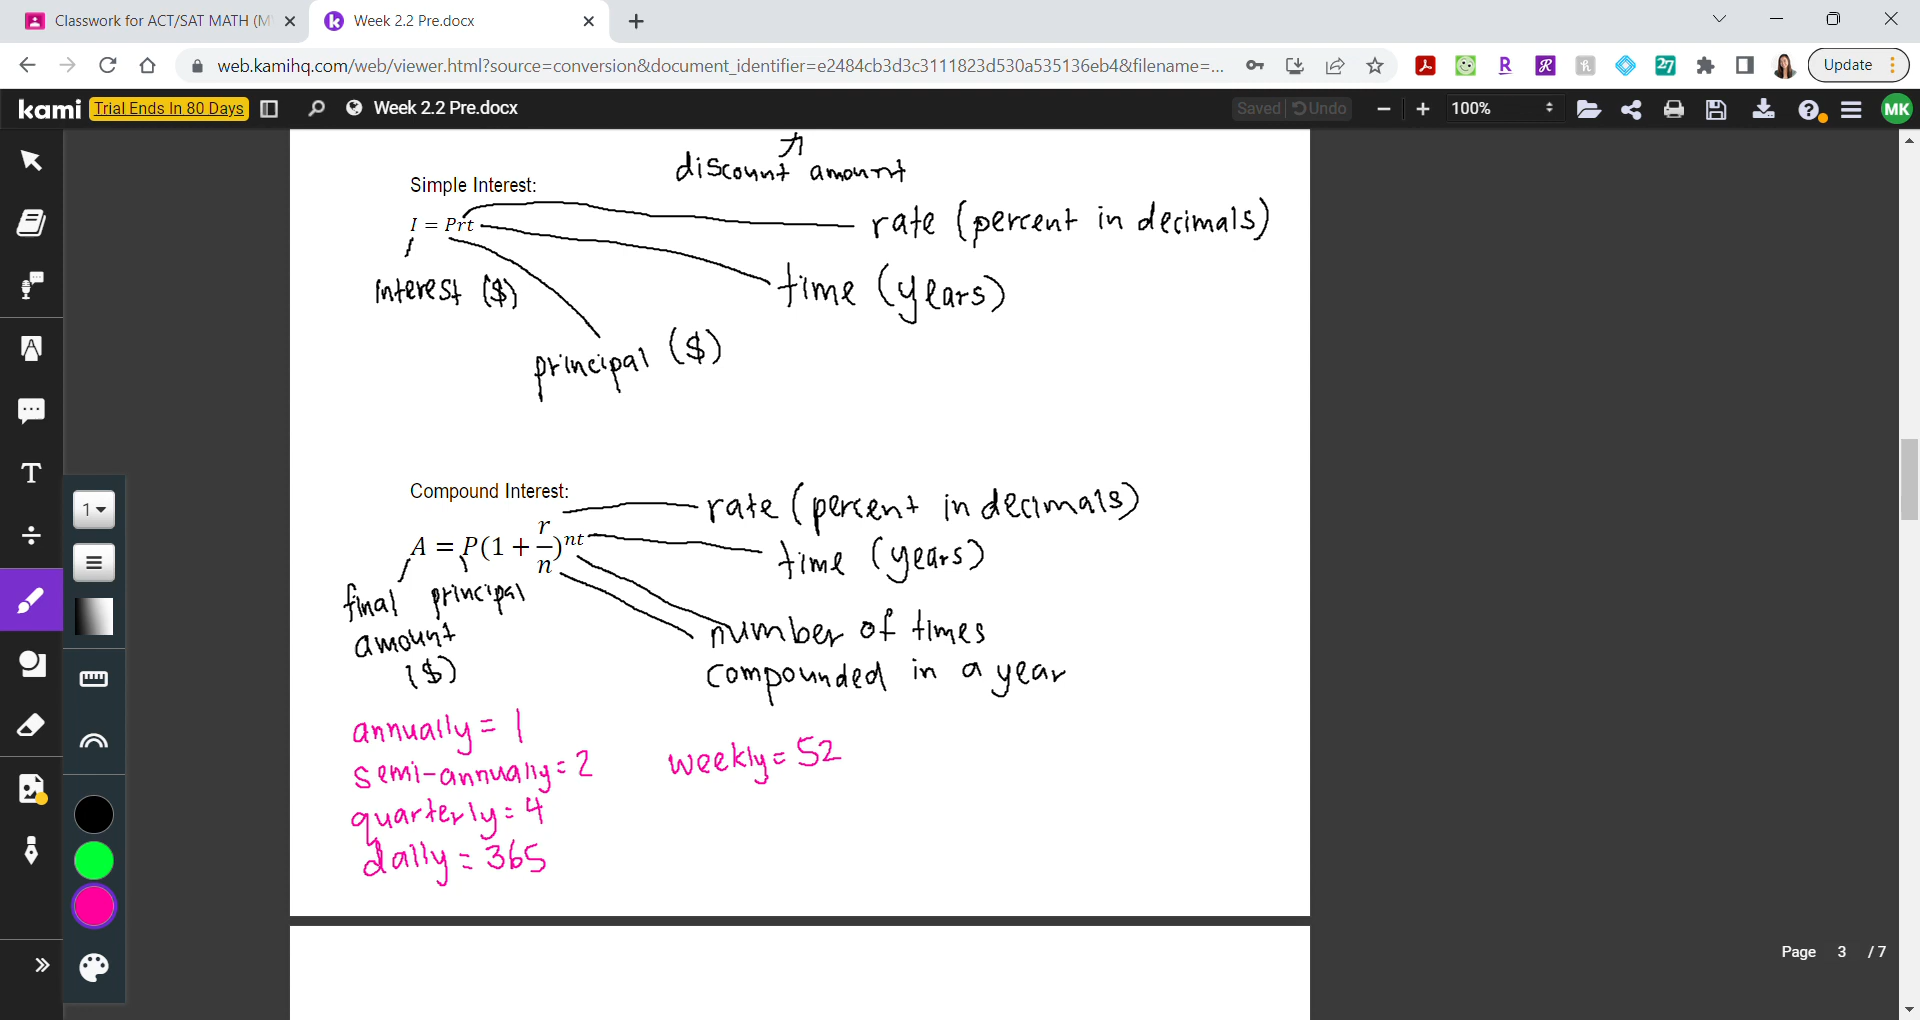 Classwork for ACT/SAT MATH (M
Week 2.2 Pre.docx
web.kamihq.com/web/viewer.html?source=conversion&document_identifier=e2484cb3d3c3111823d530a535136eb4&filename=...
Update
kami Trial Ends In 80 Days
Week 2.2 Pre.docx
Saved Undo
100%
MK
discount amount
Simple Interest:
I = Prt
rate (percent in decimals)
time (years)
interest ($)
principal ($)
Compound Interest:
A = P(1 + r/n)^nt
rate (percent in decimals)
time (years)
final amount ($)
principal
number of times
compounded in a year
annually = 1
semi-annually = 2
weekly = 52
quarterly = 4
daily = 365
1
Page 3 / 7